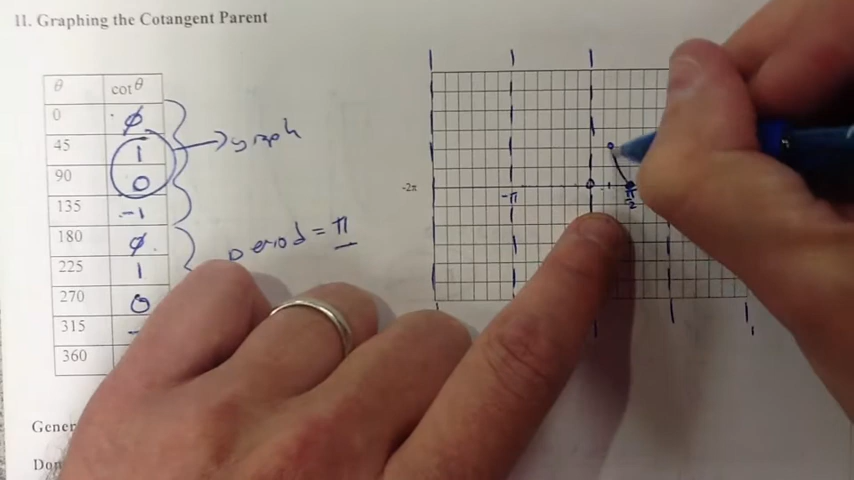 II. Graphing the Cotangent Parent
θ cotθ
0 ∅
45 1
90 0
135 -1
180 ∅
225 1
270 0
315 -
360
graph
period = π
-2π
-π
π/2
Gener
Don